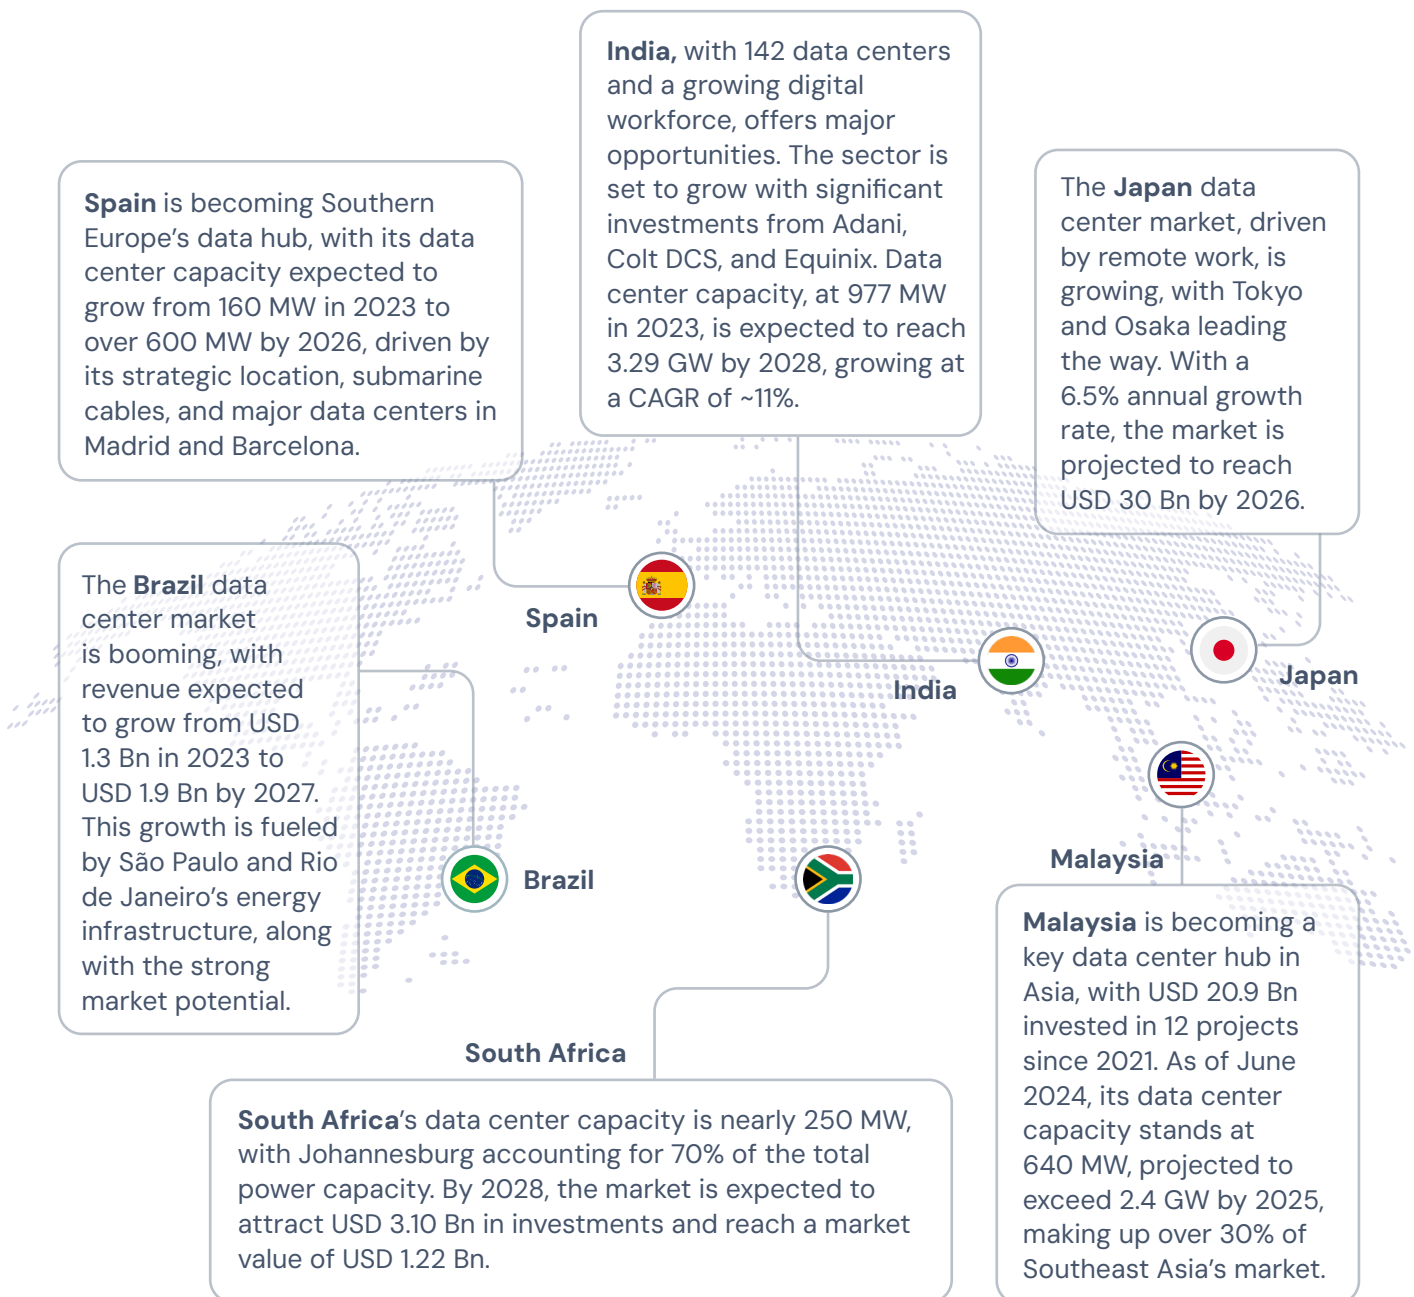 India, with 142 data centers
and a growing digital
workforce, offers major
opportunities. The sector is
set to grow with significant
investments from Adani,
Colt DCS, and Equinix. Data
center capacity, at 977 MW
in 2023, is expected to reach
3.29 GW by 2028, growing at
a CAGR of ~11%.
Spain is becoming Southern
Europe’s data hub, with its data
center capacity expected to
grow from 160 MW in 2023 to
over 600 MW by 2026, driven by
its strategic location, submarine
cables, and major data centers in
Madrid and Barcelona.
The Japan data
center market, driven
by remote work, is
growing, with Tokyo
and Osaka leading
the way. With a
6.5% annual growth
rate, the market is
projected to reach
USD 30 Bn by 2026.
The Brazil data
center market
is booming, with
revenue expected
to grow from USD
1.3 Bn in 2023 to
USD 1.9 Bn by 2027.
This growth is fueled
by São Paulo and Rio
de Janeiro’s energy
infrastructure, along
with the strong
market potential.
Spain
India
Japan
Brazil
Malaysia
South Africa
Malaysia is becoming a
key data center hub in
Asia, with USD 20.9 Bn
invested in 12 projects
since 2021. As of June
2024, its data center
capacity stands at
640 MW, projected to
exceed 2.4 GW by 2025,
making up over 30% of
Southeast Asia’s market.
South Africa’s data center capacity is nearly 250 MW,
with Johannesburg accounting for 70% of the total
power capacity. By 2028, the market is expected to
attract USD 3.10 Bn in investments and reach a market
value of USD 1.22 Bn.